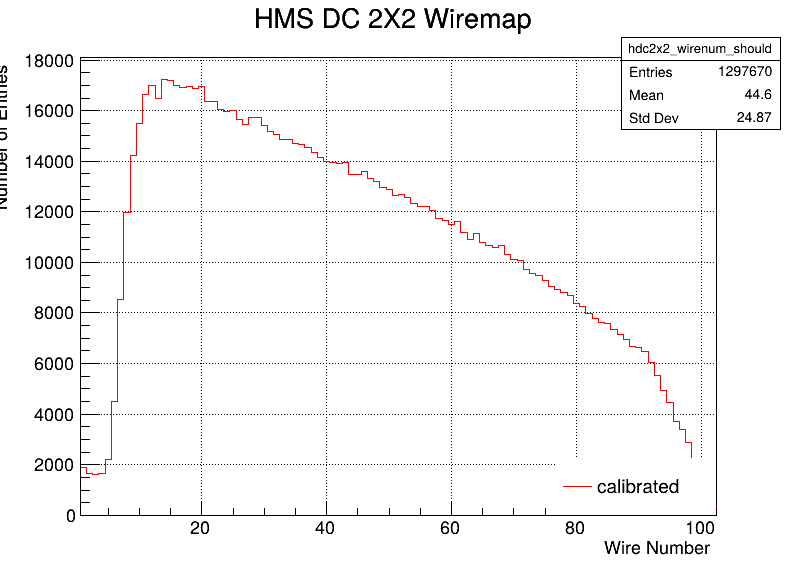 HMS DC 2X2 Wiremap
hdc2x2_wirenum_should
Entries 1297670
Mean 44.6
Std Dev 24.87
Number of Entries
18000
16000
14000
12000
10000
8000
6000
4000
2000
0
calibrated
20 40 60 80 100
Wire Number